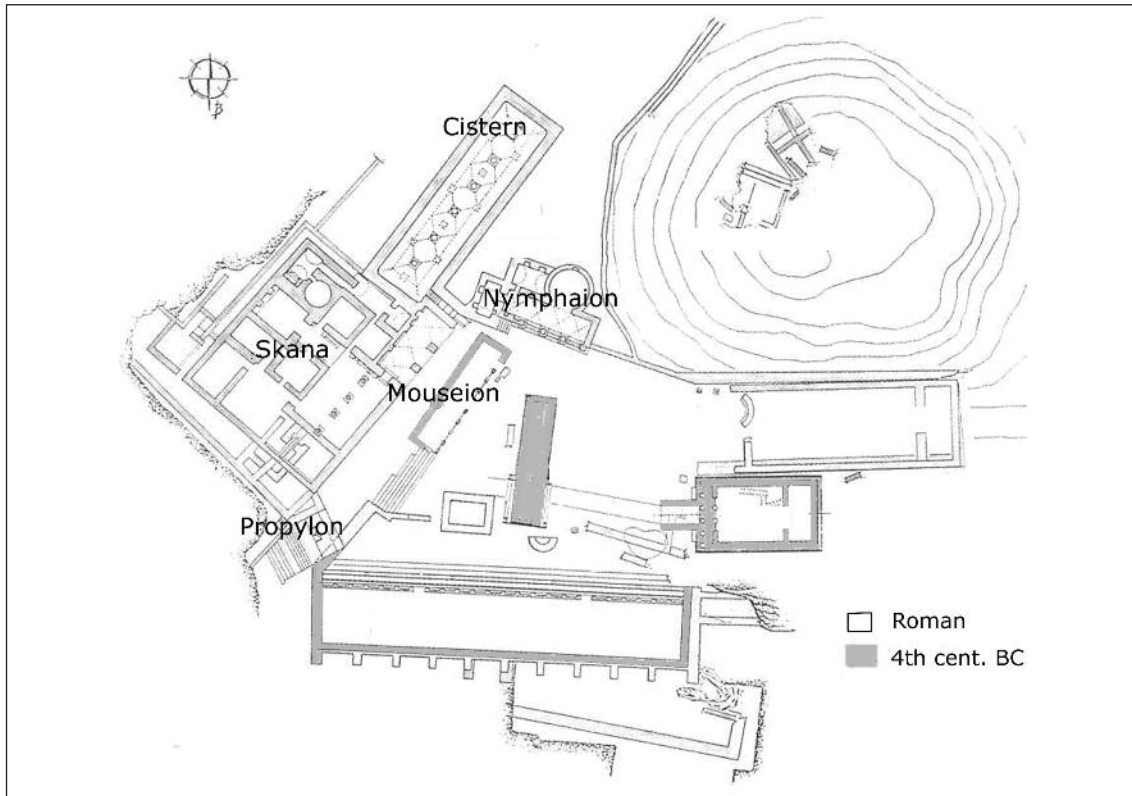 B
Cistern
Nymphaion
Skana
Mouseion
Propylon
Roman
4th cent. BC